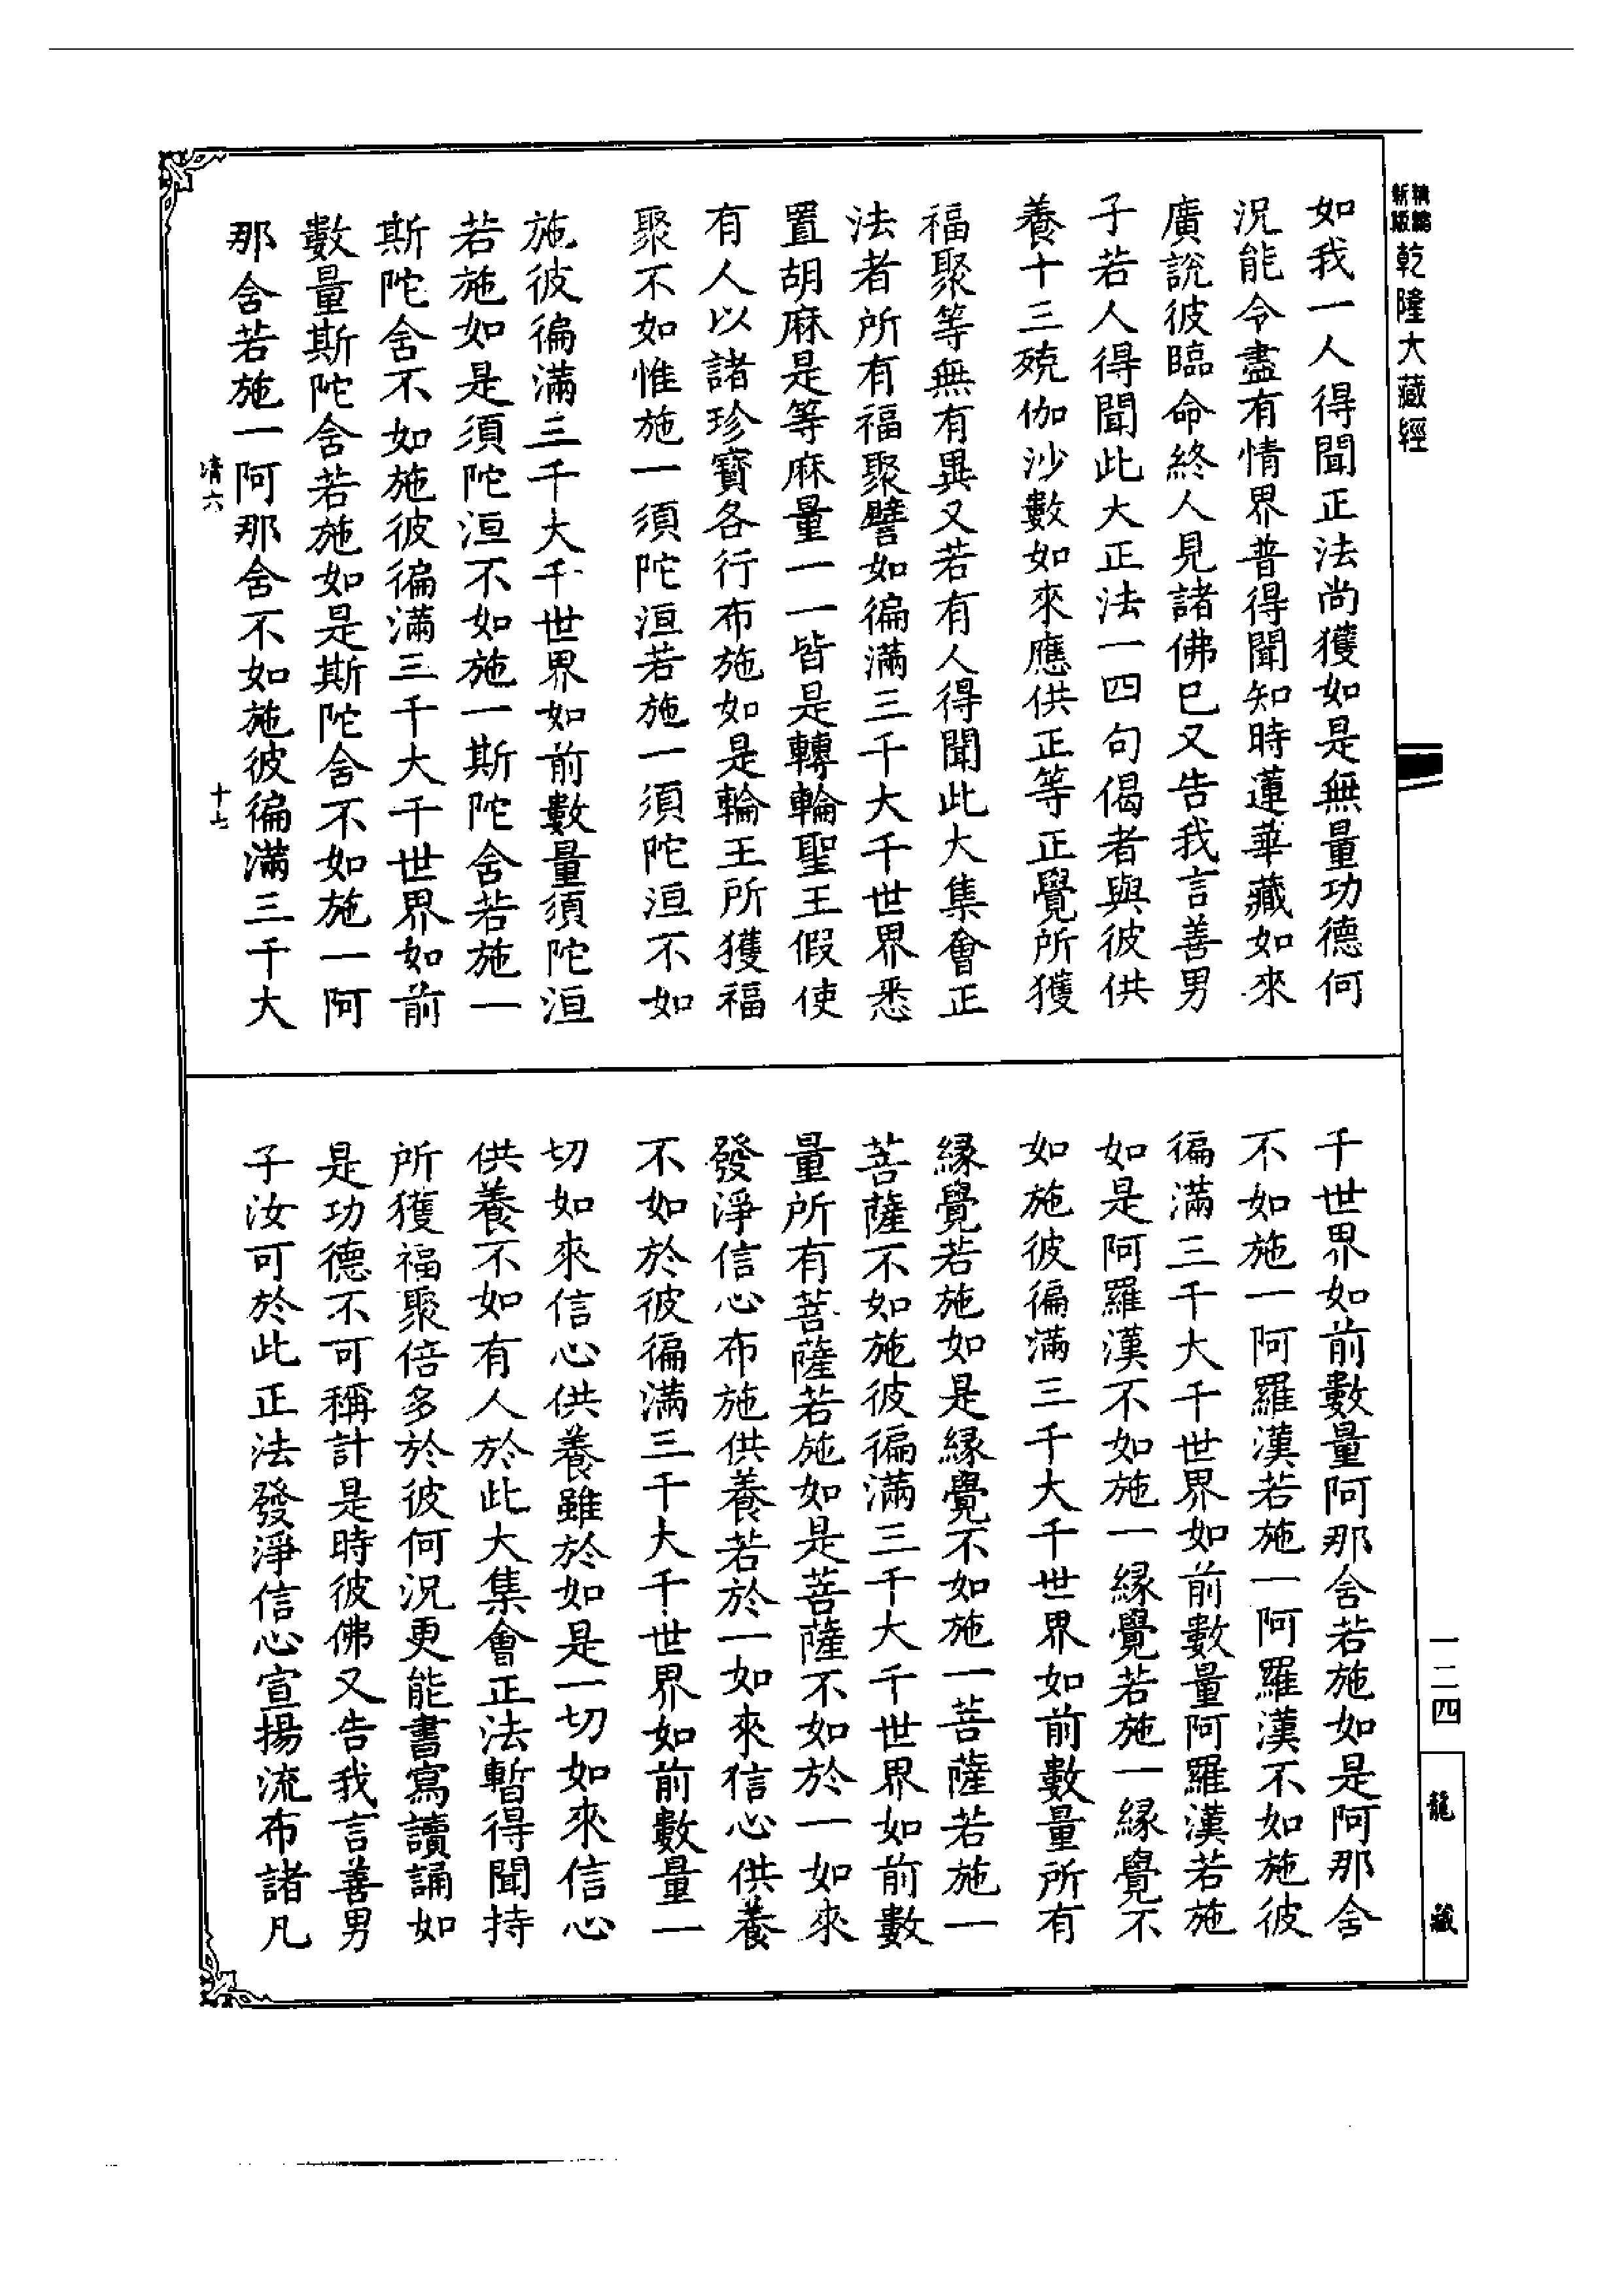 新編
縮版
乾隆大藏經
如我一人得聞正法尚獲如是無量功德何
況能令盡有情界普得聞知時蓮華藏如來
廣說彼臨命終人見諸佛已又告我言善男
子若人得聞此大正法一四句偈者與彼供
養十三殑伽沙數如來應供正等正覺所獲
福聚等無有異又若有人得聞此大集會正
法者所有福聚譬如徧滿三千大千世界悉
置胡麻是等麻量一一皆是轉輪聖王假使
有人以諸珍寶各行布施如是輪王所獲福
聚不如惟施一須陀洹若施一須陀洹不如
施彼徧滿三千大千世界如前數量須陀洹
若施如是須陀洹不如施一斯陀舍若施一
斯陀舍不如施彼徧滿三千大千世界如前
數量斯陀舍若施如是斯陀舍不如施一阿
那舍若施一阿那舍不如施彼徧滿三千大
清六
十七
千世界如前數量阿那舍若施如是阿那舍
不如施一阿羅漢若施一阿羅漢不如施彼
徧滿三千大千世界如前數量阿羅漢若施
如是阿羅漢不如施一緣覺若施一緣覺不
如施彼徧滿三千大千世界如前數量所有
緣覺若施如是緣覺不如施一菩薩若施一
菩薩不如施彼徧滿三千大千世界如前數
量所有菩薩若施如是菩薩不如於一如來
發淨信心布施供養若於一如來信心供養
不如於彼徧滿三千大千世界如前數量一
切如來信心供養雖於如是一切如來信心
供養不如有人於此大集會正法暫得聞持
所獲福聚倍多於彼何況更能書寫讀誦如
是功德不可稱計是時彼佛又告我言善男
子汝可於此正法發淨信心宣揚流布諸凡
一二四
龍藏